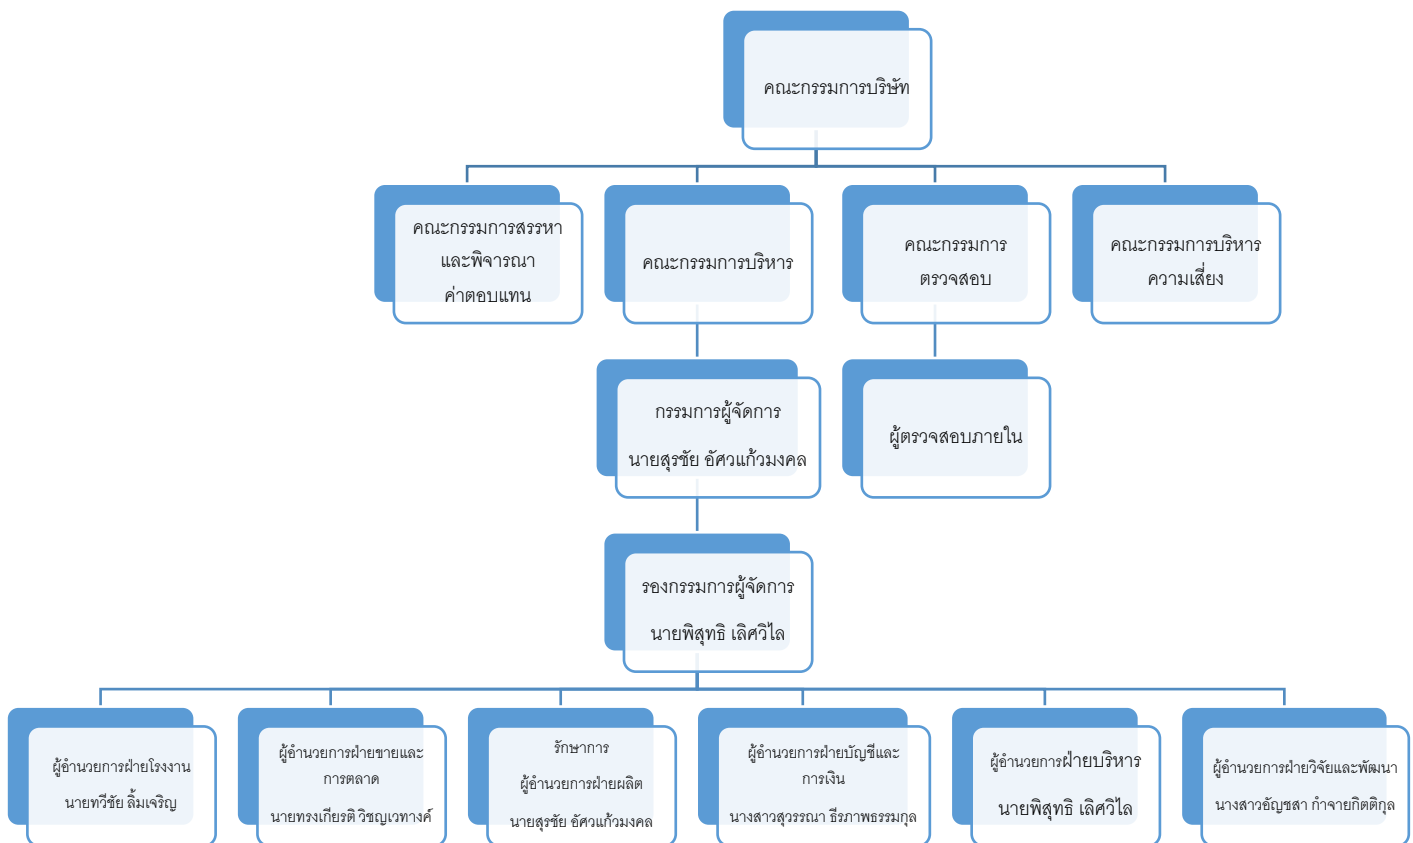 คณะกรรมการบริษัท
คณะกรรมการสรรหา
และพิจารณา
ค่าตอบแทน
คณะกรรมการบริหาร
คณะกรรมการ
ตรวจสอบ
คณะกรรมการบริหาร
ความเสี่ยง
กรรมการผู้จัดการ
นายสุรชัย อัศวแก้วมงคล
ผู้ตรวจสอบภายใน
รองกรรมการผู้จัดการ
นายพิสุทธิ เลิศวิไล
ผู้อำนวยการฝ่ายโรงงาน
นายทวีชัย ลิ้มเจริญ
ผู้อำนวยการฝ่ายขายและ
การตลาด
นายทรงเกียรติ วิชญเวทางค์
รักษาการ
ผู้อำนวยการฝ่ายผลิต
นายสุรชัย อัศวแก้วมงคล
ผู้อำนวยการฝ่ายบัญชีและ
การเงิน
นางสาวสุวรรณา ธีรภาพธรรมกุล
ผู้อำนวยการฝ่ายบริหาร
นายพิสุทธิ เลิศวิไล
ผู้อำนวยการฝ่ายวิจัยและพัฒนา
นางสาวอัญชสา กำจายกิตติกุล